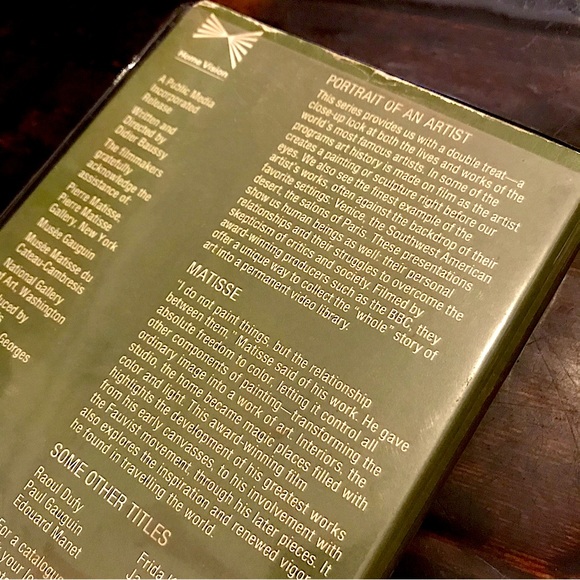 Home Vision
A Public Media
Incorporated
Release
Written and
Directed by
Didier Baussy
The filmmakers
gratefully
acknowledge the
assistance of:
Pierre Matisse,
Pierre Matisse
Gallery, New York
Musée Gauguin
Musée Matisse du
Cateau-Cambresis
National Gallery
of Art, Washington
Georges
PORTRAIT OF AN ARTIST
This series provides us with a double treat—a
close-up look at both the lives and works of the
world's most famous artists. In some of the
programs art history is made on film as the artist
creates a painting or sculpture right before our
eyes. We also see the finest example of the
artist's works, often against the backdrop of their
favorite settings: Venice, the Southwest American
desert, the salons of Paris. These presentations
show us human beings as well: their personal
relationships and their struggles to overcome the
skepticism of critics and society. Filmed by
award-winning producers such as the BBC, they
offer a unique way to collect the "whole" story of
art into a permanent video library.
MATISSE
"I do not paint things, but the relationship
between them," Matisse said of his work. He gave
absolute freedom to color, letting it control all
other components of painting—transforming the
ordinary image into a work of art. Interiors, the
studio, the home became magic places filled with
color and light. This award-winning film
highlights the development of his greatest works
from his early canvasses, to his involvement with
the Fauvist movement, through his later pieces. It
also explores the inspiration and renewed vigor
he found in travelling the world.
SOME OTHER TITLES
Raoul Dufy
Paul Gauguin
Edouard Manet
Frida
For a catalogue